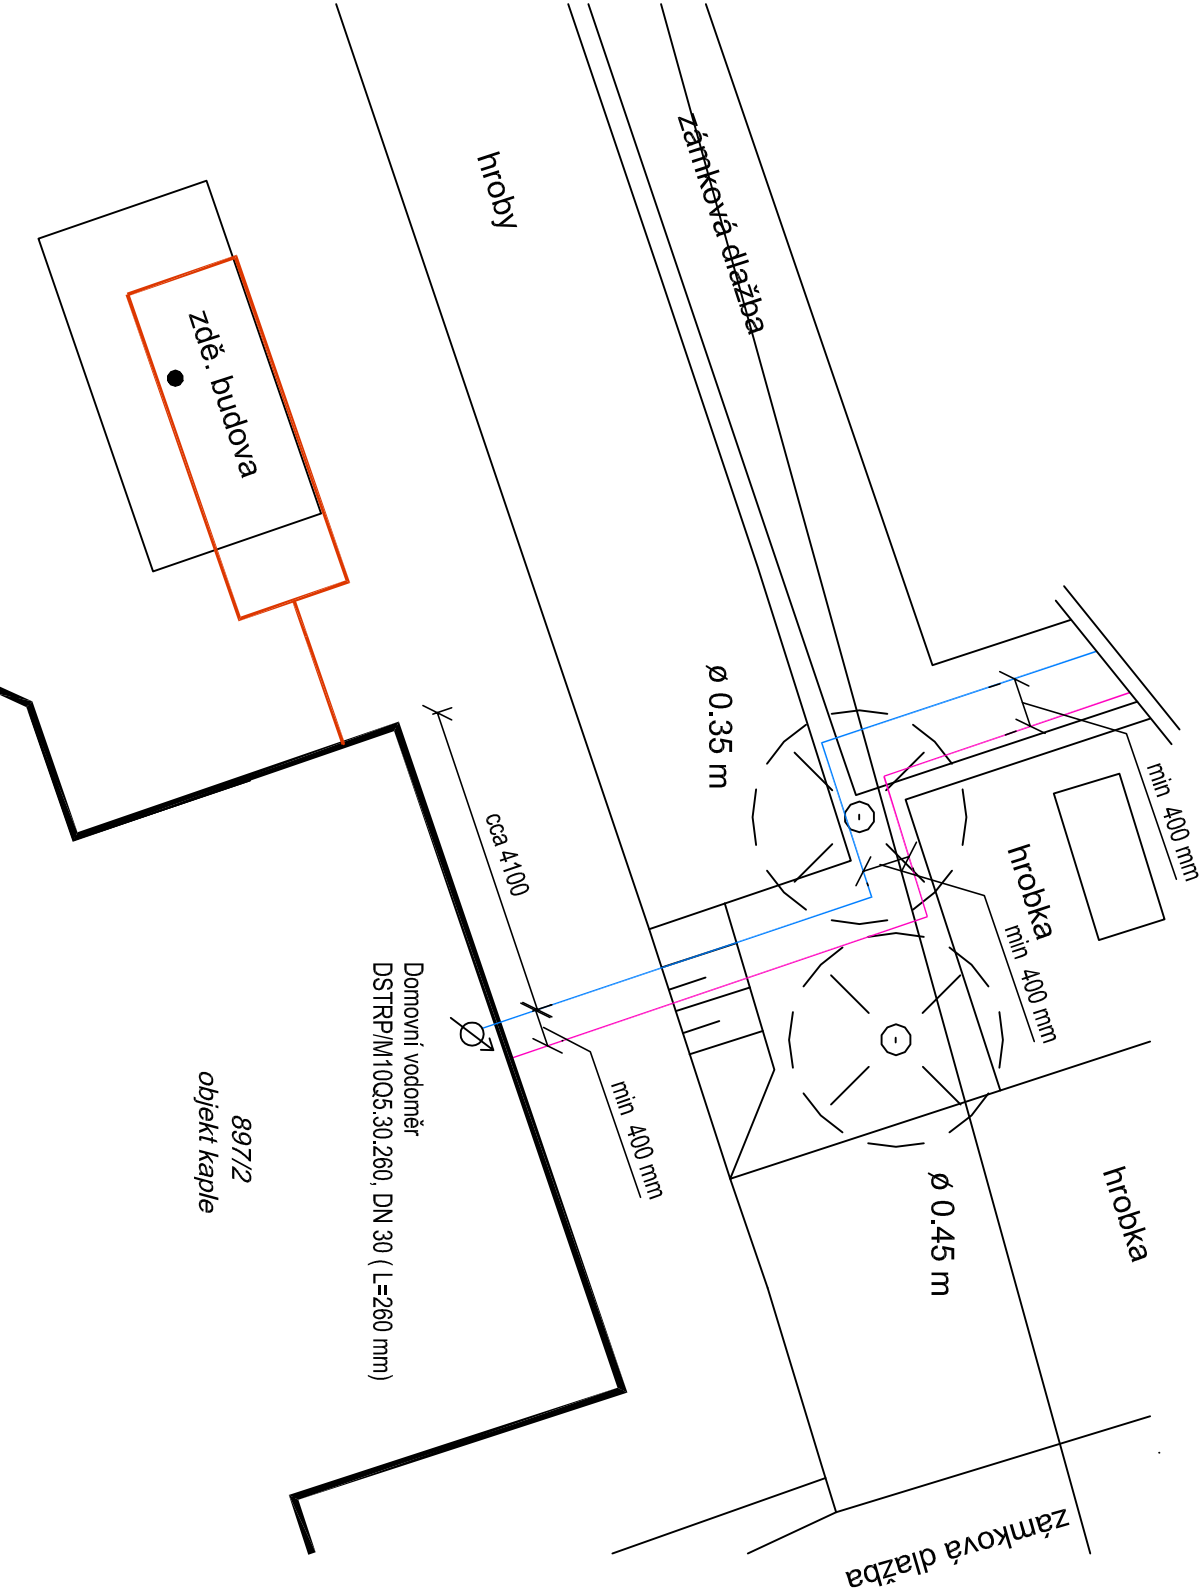 hroby
zámková dlažba
zdě. budova
ø 0.35 m
min 400 mm
cca 4100
hrobka
min 400 mm
Domovní vodoměr
DSTRP/M10Q5.30.260, DN 30 ( L=260 mm)
min 400 mm
897/2
objekt kaple
ø 0.45 m
hrobka
zámková dlažba